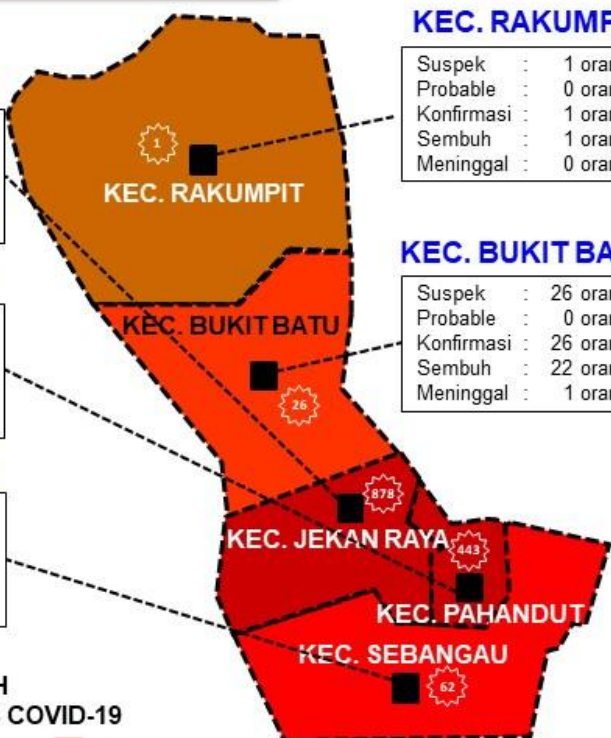 KEC. RAKUMP
Suspek : 1 oran
Probable : 0 oran
Konfirmasi : 1 oran
Sembuh : 1 oran
Meninggal : 0 oran
1
KEC. RAKUMPIT
KEC. BUKIT BA
Suspek : 26 oran
Probable : 0 oran
Konfirmasi : 26 oran
Sembuh : 22 oran
Meninggal : 1 oran
KEC. BUKIT BATU
26
878
KEC. JEKAN RAYA
443
KEC. PAHANDUT
KEC. SEBANGAU
62
H
COVID-19